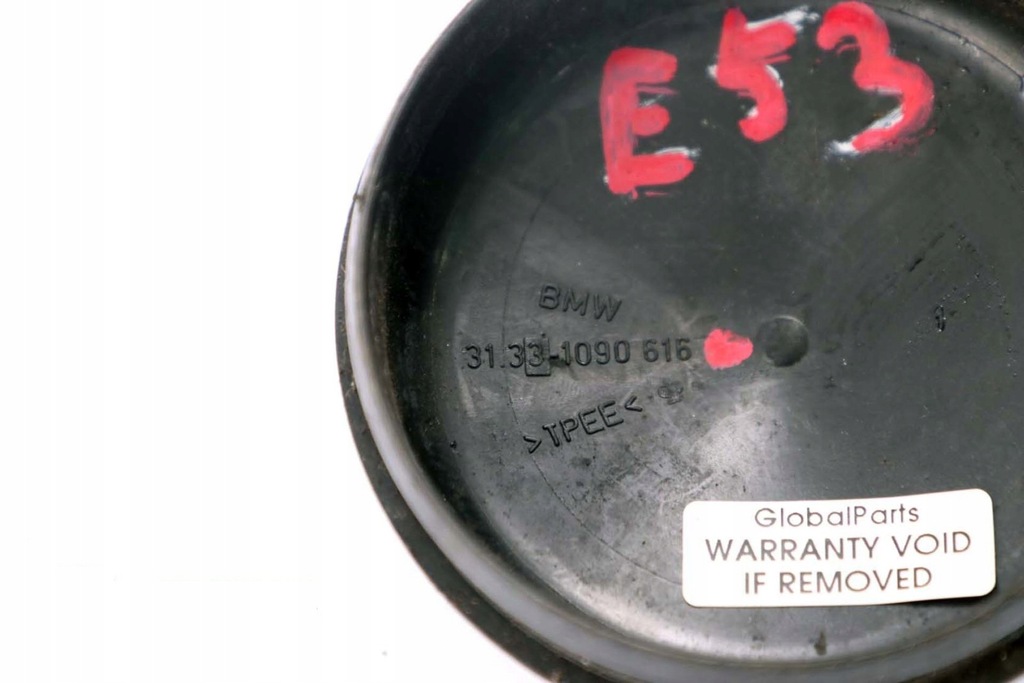 E53
BMW
31.33-1090 616
>TPEE<
GlobalParts
WARRANTY VOID
IF REMOVED